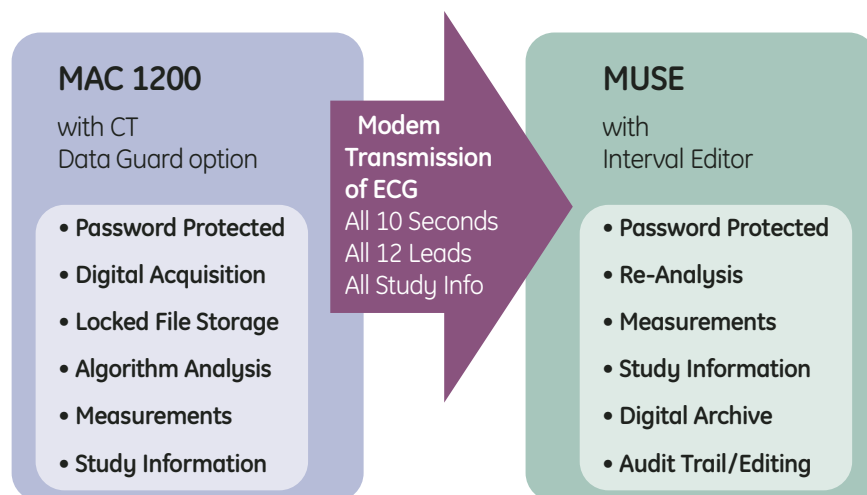 MAC 1200
with CT
Data Guard option
• Password Protected
• Digital Acquisition
• Locked File Storage
• Algorithm Analysis
• Measurements
• Study Information
Modem
Transmission
of ECG
All 10 Seconds
All 12 Leads
All Study Info
MUSE
with
Interval Editor
• Password Protected
• Re-Analysis
• Measurements
• Study Information
• Digital Archive
• Audit Trail/Editing